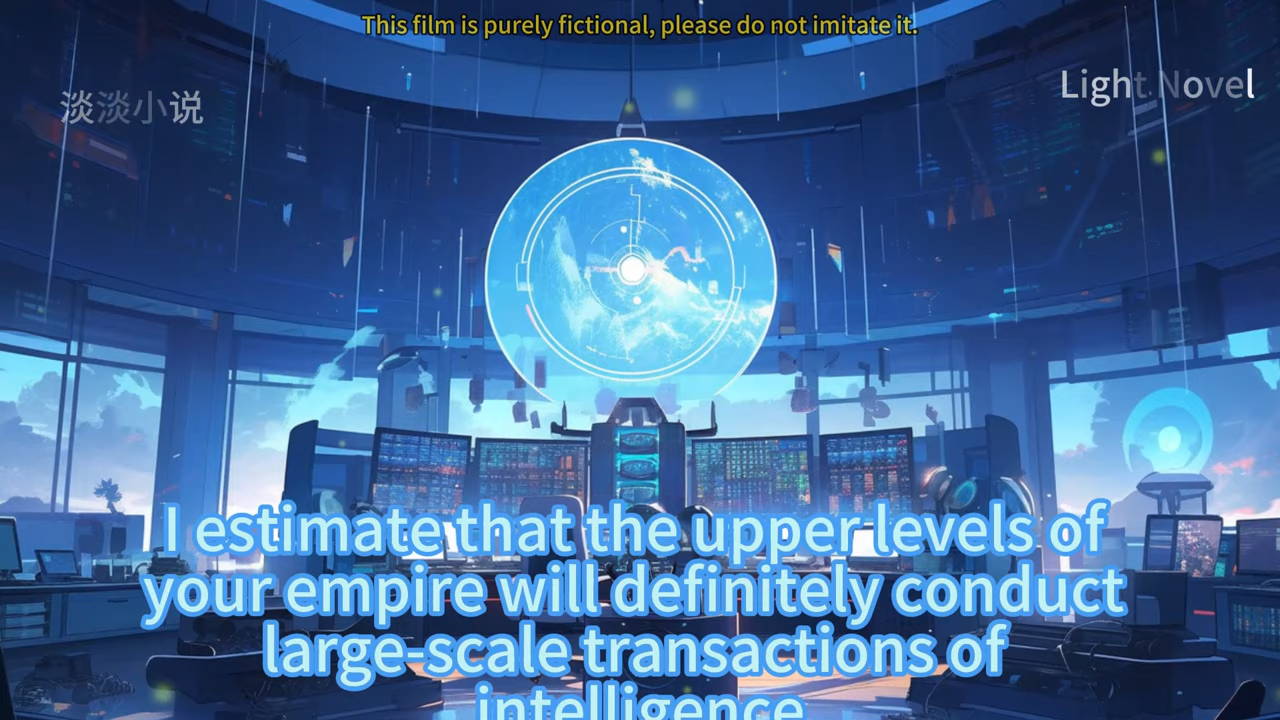 This film is purely fictional, please do not imitate it.
淡淡小说
Light Novel
I estimate that the upper levels of
your empire will definitely conduct
large-scale transactions of
intelligence